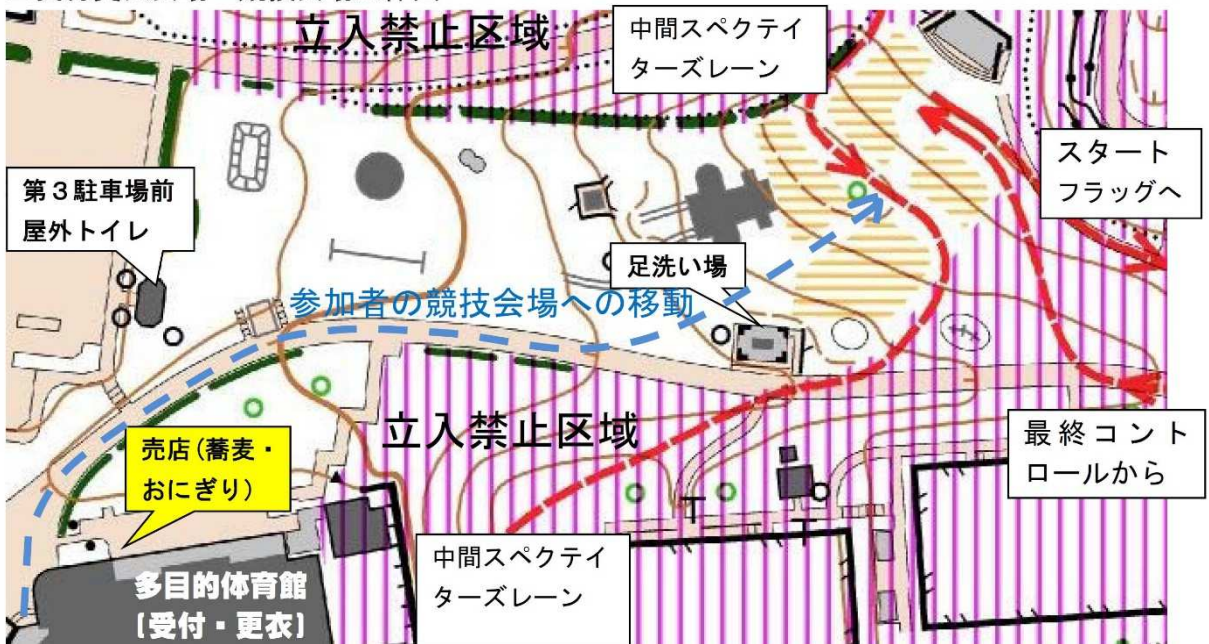 立入禁止区域
中間スペクテイ
ターズレーン
スタート
フラッグへ
第３駐車場前
屋外トイレ
足洗い場
参加者の競技会場への移動
立入禁止区域
売店(蕎麦・
おにぎり)
最終コント
ロールから
中間スペクテイ
ターズレーン
多目的体育館
[受付・更衣]